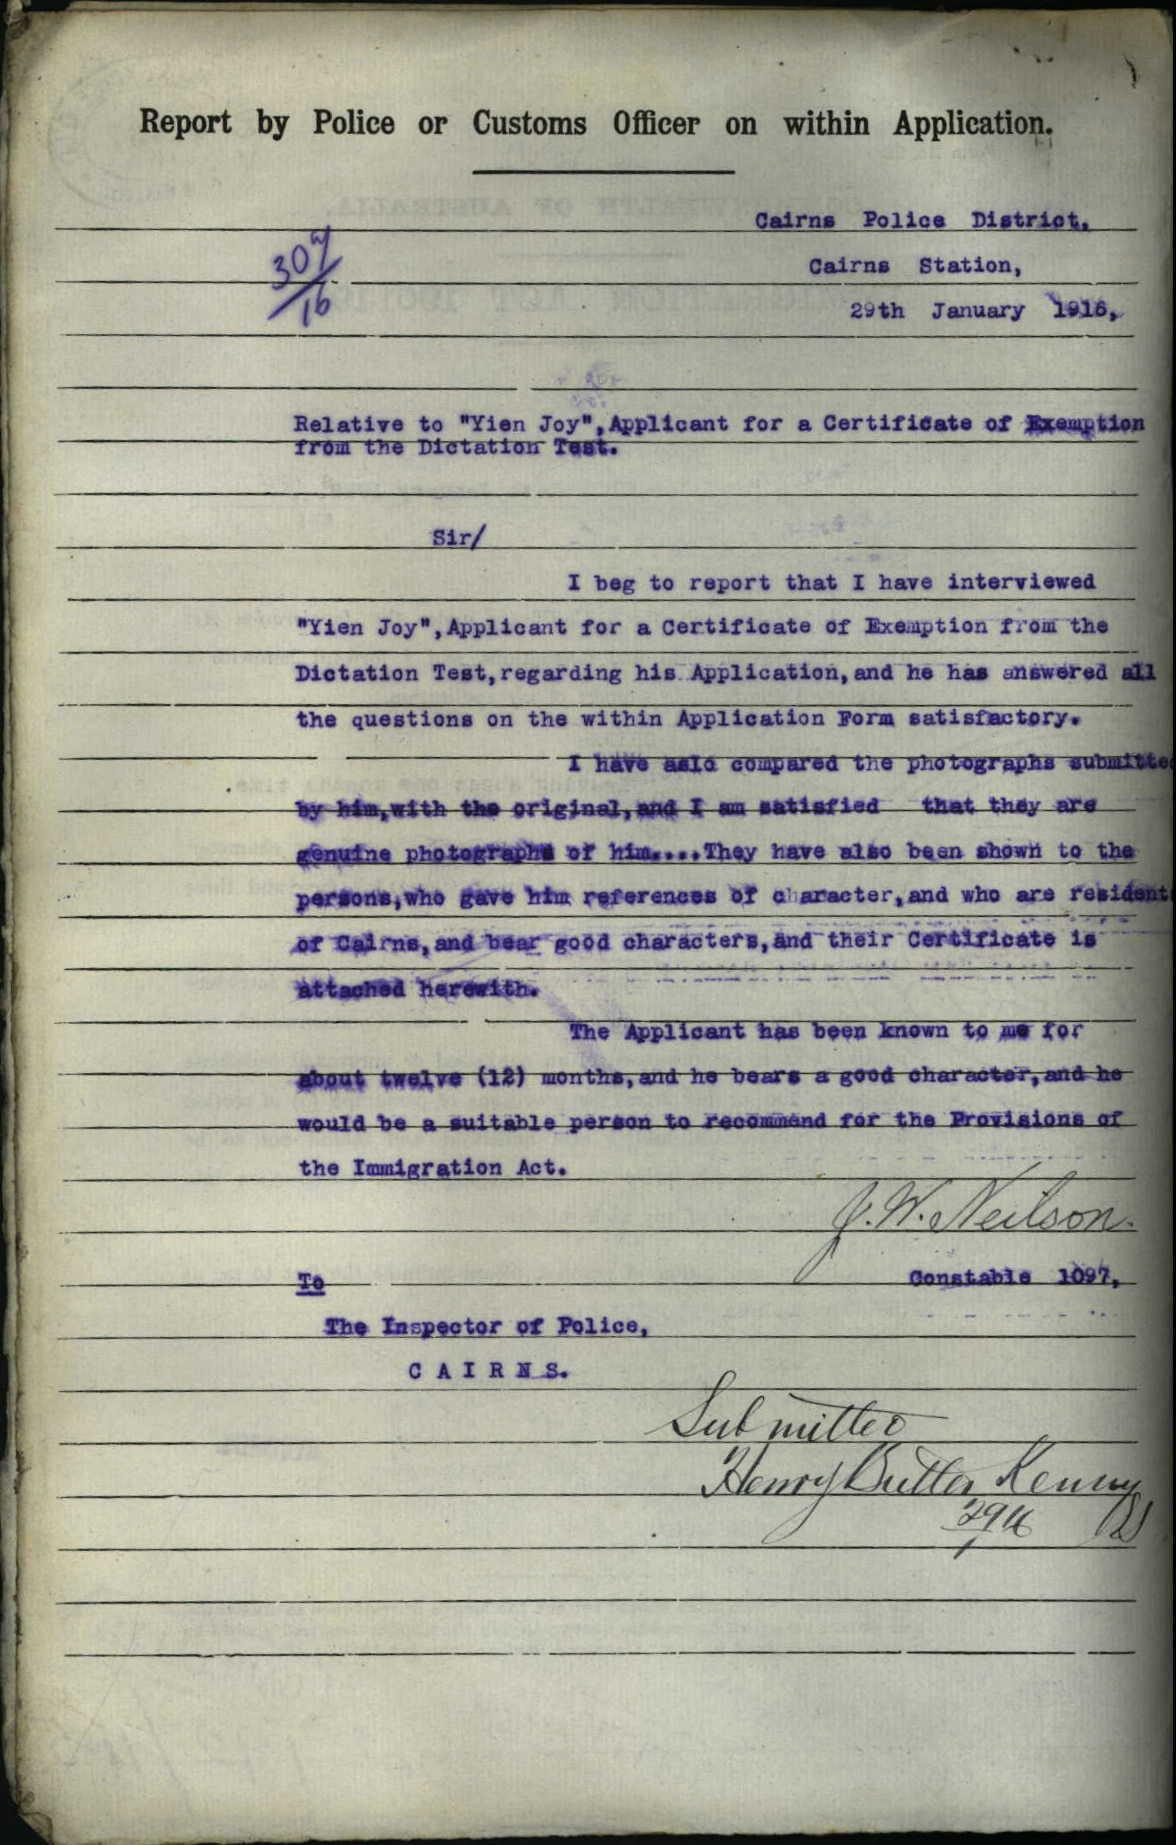 Report by Police or Customs Officer on within Application.
Cairns Police District,
Cairns Station,
29th January 1916,
307/16
Relative to "Yien Joy",Applicant for a Certificate of Exemption
from the Dictation Test.
Sir/
I beg to report that I have interviewed
"Yien Joy",Applicant for a Certificate of Exemption from the
Dictation Test,regarding his Application,and he has answered all
the questions on the within Application Form satisfactory.
I have aslo compared the photographs submitted
by him,with the original,and I am satisfied that they are
genuine photographs of him....They have also been shown to the
persons,who gave him references of character,and who are resident
of Cairns,and bear good characters,and their Certificate is
attached herewith.
The Applicant has been known to me for
about twelve (12) months,and he bears a good character,and he
would be a suitable person to recommend for the Provisions of
the Immigration Act.
J. W. Neilson.
To Constable 1097,
The Inspector of Police,
C A I R N S.
Submitted
Henry Butler Kenny
29/1/16